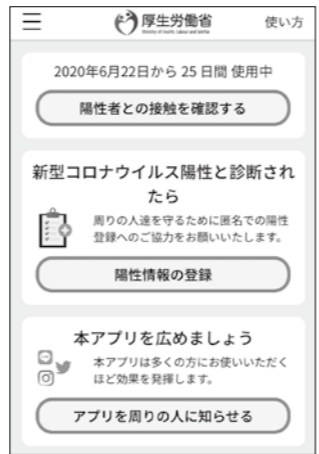 厚生労働省
Ministry of Health, Labour and Welfare
使い方
2020年6月22日から 25 日間 使用中
陽性者との接触を確認する
新型コロナウイルス陽性と診断され
たら
周りの人達を守るために匿名での陽性
登録へのご協力をお願いいたします。
陽性情報の登録
本アプリを広めましょう
本アプリは多くの方にお使いいただく
ほど効果を発揮します。
アプリを周りの人に知らせる